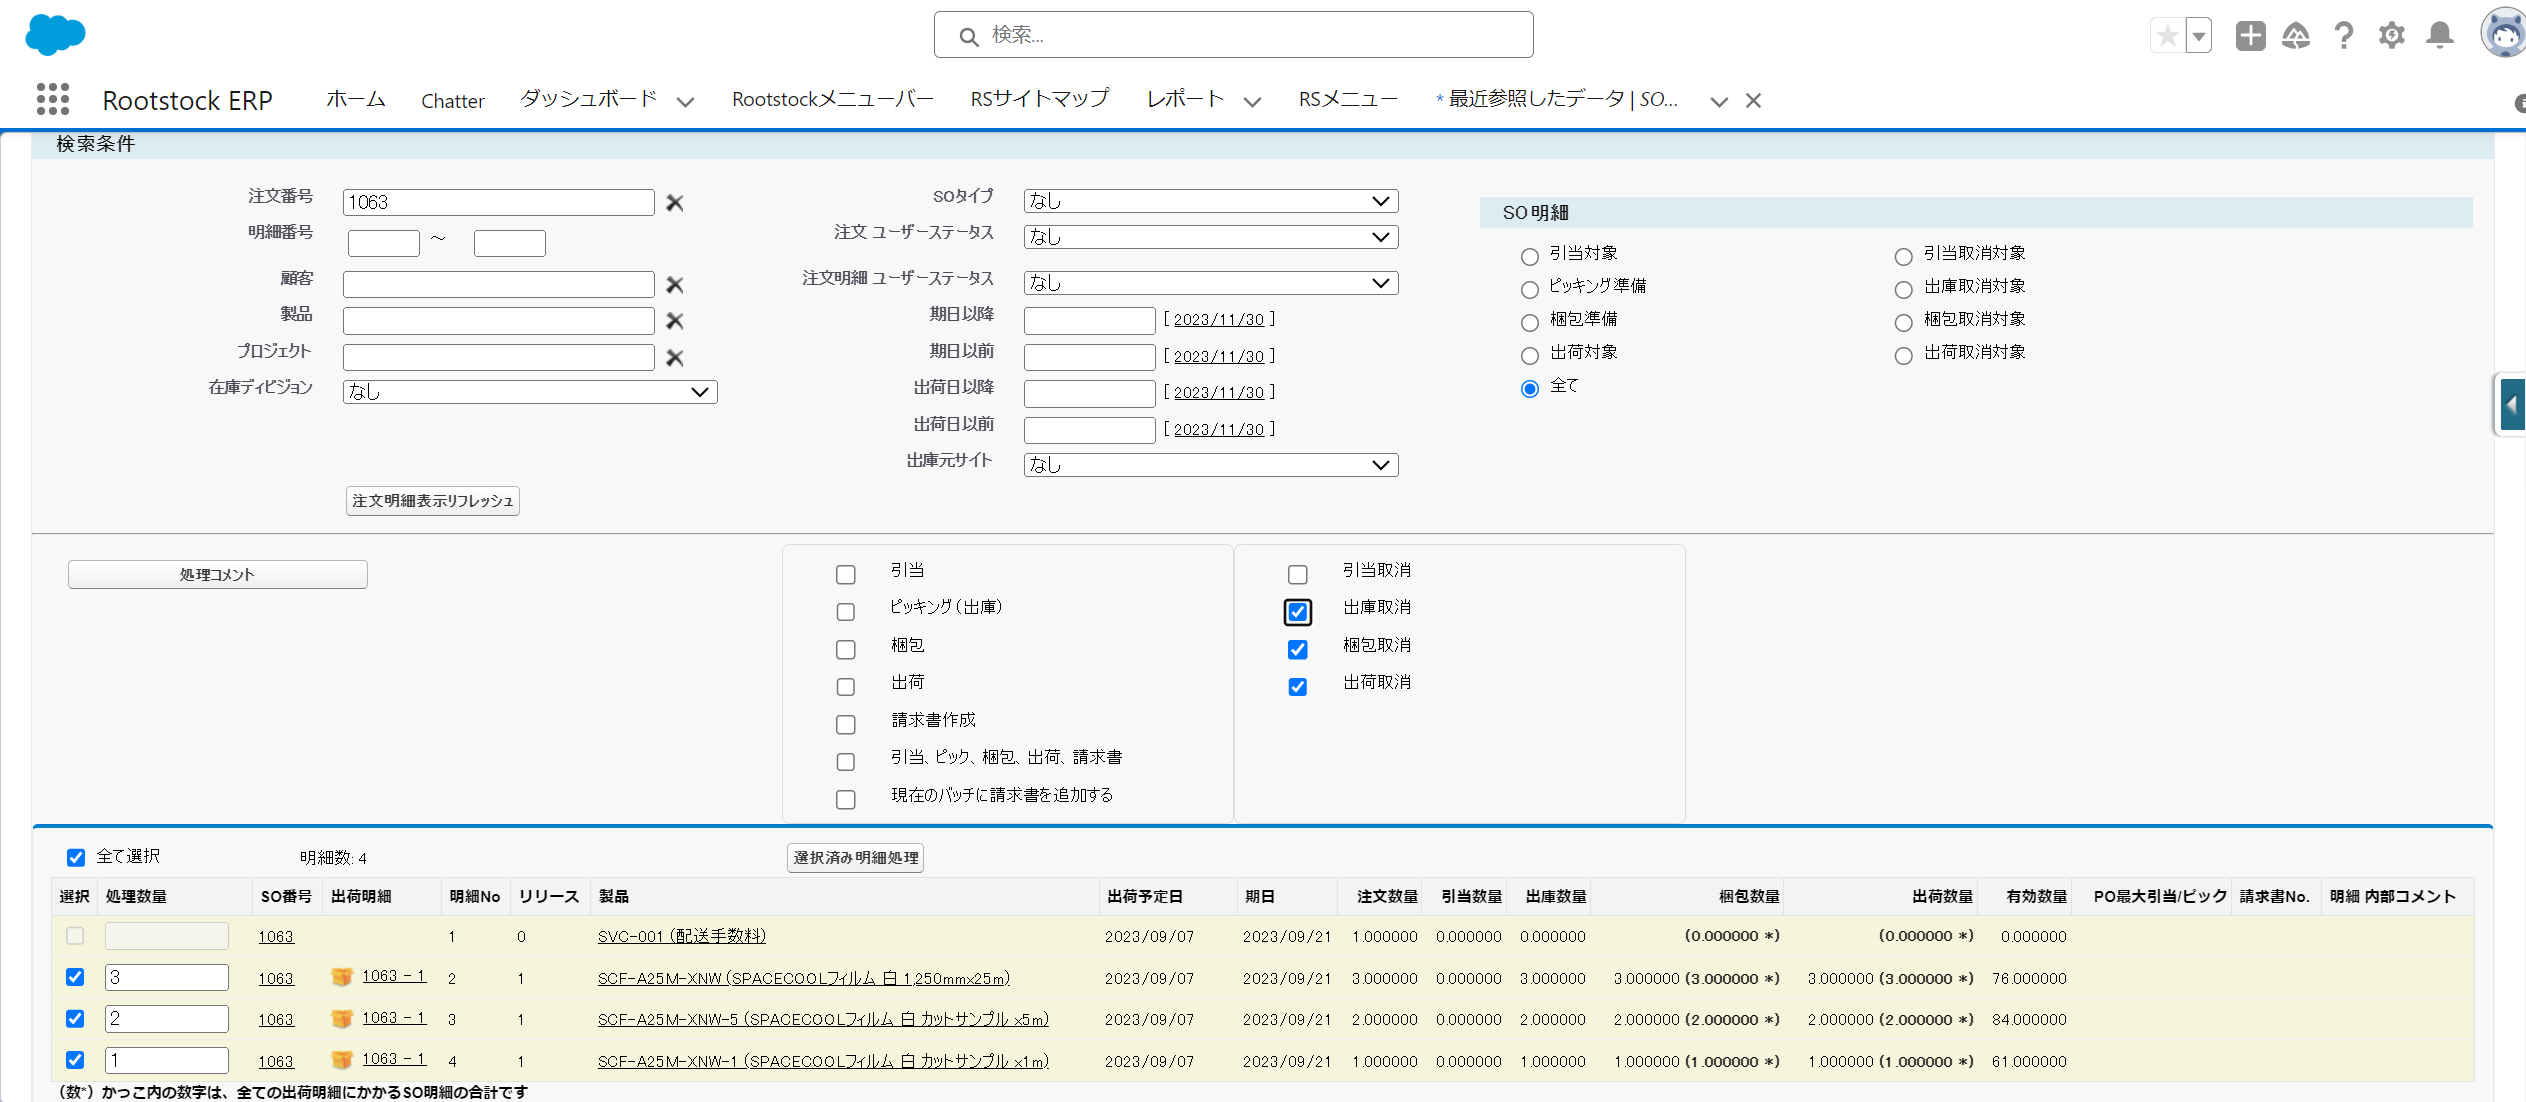 検索...
Rootstock ERP ホーム Chatter ダッシュボード Rootstockメニューバー RSサイトマップ レポート RSメニュー * 最近参照したデータ | SO...
検索条件
注文番号 1063 SOタイプ なし SO明細
明細番号 ～ 注文 ユーザーステータス なし
引当対象 引当取消対象
顧客 注文明細 ユーザーステータス なし
ピッキング準備 出庫取消対象
製品 期日以降 [ 2023/11/30 ] 梱包準備 梱包取消対象
プロジェクト 期日以前 [ 2023/11/30 ] 出荷対象 出荷取消対象
在庫ディビジョン なし 出荷日以降 [ 2023/11/30 ] 全て
出荷日以前 [ 2023/11/30 ]
出庫元サイト なし
注文明細表示リフレッシュ
処理コメント 引当 引当取消
ピッキング（出庫） 出庫取消
梱包 梱包取消
出荷 出荷取消
請求書作成
引当、ピック、梱包、出荷、請求書
現在のバッチに請求書を追加する
全て選択 明細数: 4 選択済み明細処理
選択 処理数量 SO番号 出荷明細 明細No リリース 製品 出荷予定日 期日 注文数量 引当数量 出庫数量 梱包数量 出荷数量 有効数量 PO最大引当/ピック 請求書No. 明細 内部コメント
1063 1 0 SVC-001 (配送手数料) 2023/09/07 2023/09/21 1.000000 0.000000 0.000000 (0.000000 *) (0.000000 *) 0.000000
3 1063 1063 - 1 2 1 SCF-A25M-XNW (SPACECOOLフィルム 白 1,250mmx25m) 2023/09/07 2023/09/21 3.000000 0.000000 3.000000 3.000000 (3.000000 *) 3.000000 (3.000000 *) 76.000000
2 1063 1063 - 1 3 1 SCF-A25M-XNW-5 (SPACECOOLフィルム 白 カットサンプル x5m) 2023/09/07 2023/09/21 2.000000 0.000000 2.000000 2.000000 (2.000000 *) 2.000000 (2.000000 *) 84.000000
1 1063 1063 - 1 4 1 SCF-A25M-XNW-1 (SPACECOOLフィルム 白 カットサンプル x1m) 2023/09/07 2023/09/21 1.000000 0.000000 1.000000 1.000000 (1.000000 *) 1.000000 (1.000000 *) 61.000000
（数*）かっこ内の数字は、全ての出荷明細にかかるSO明細の合計です